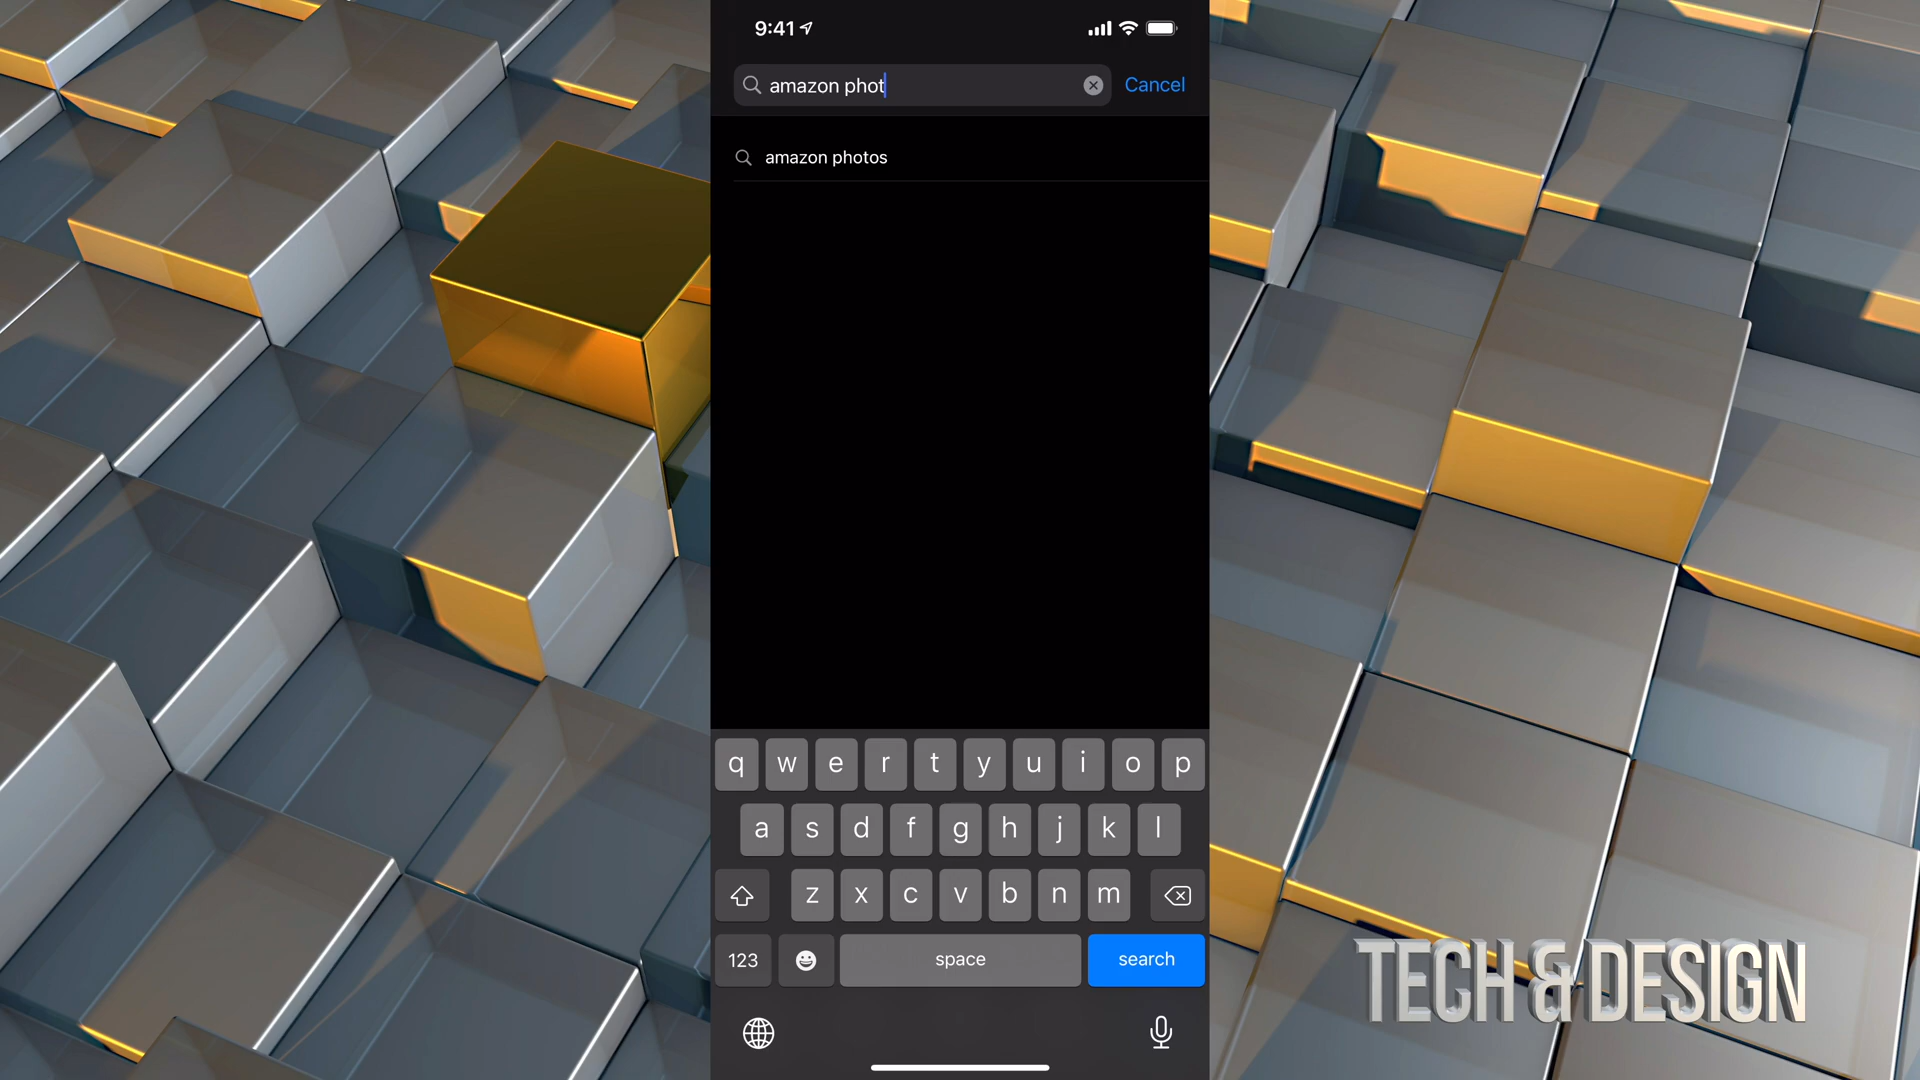 9:41
amazon phot
Cancel
amazon photos
q w e r t y u i o p
a s d f g h j k l
z x c v b n m
123
space
search
TECH & DESIGN